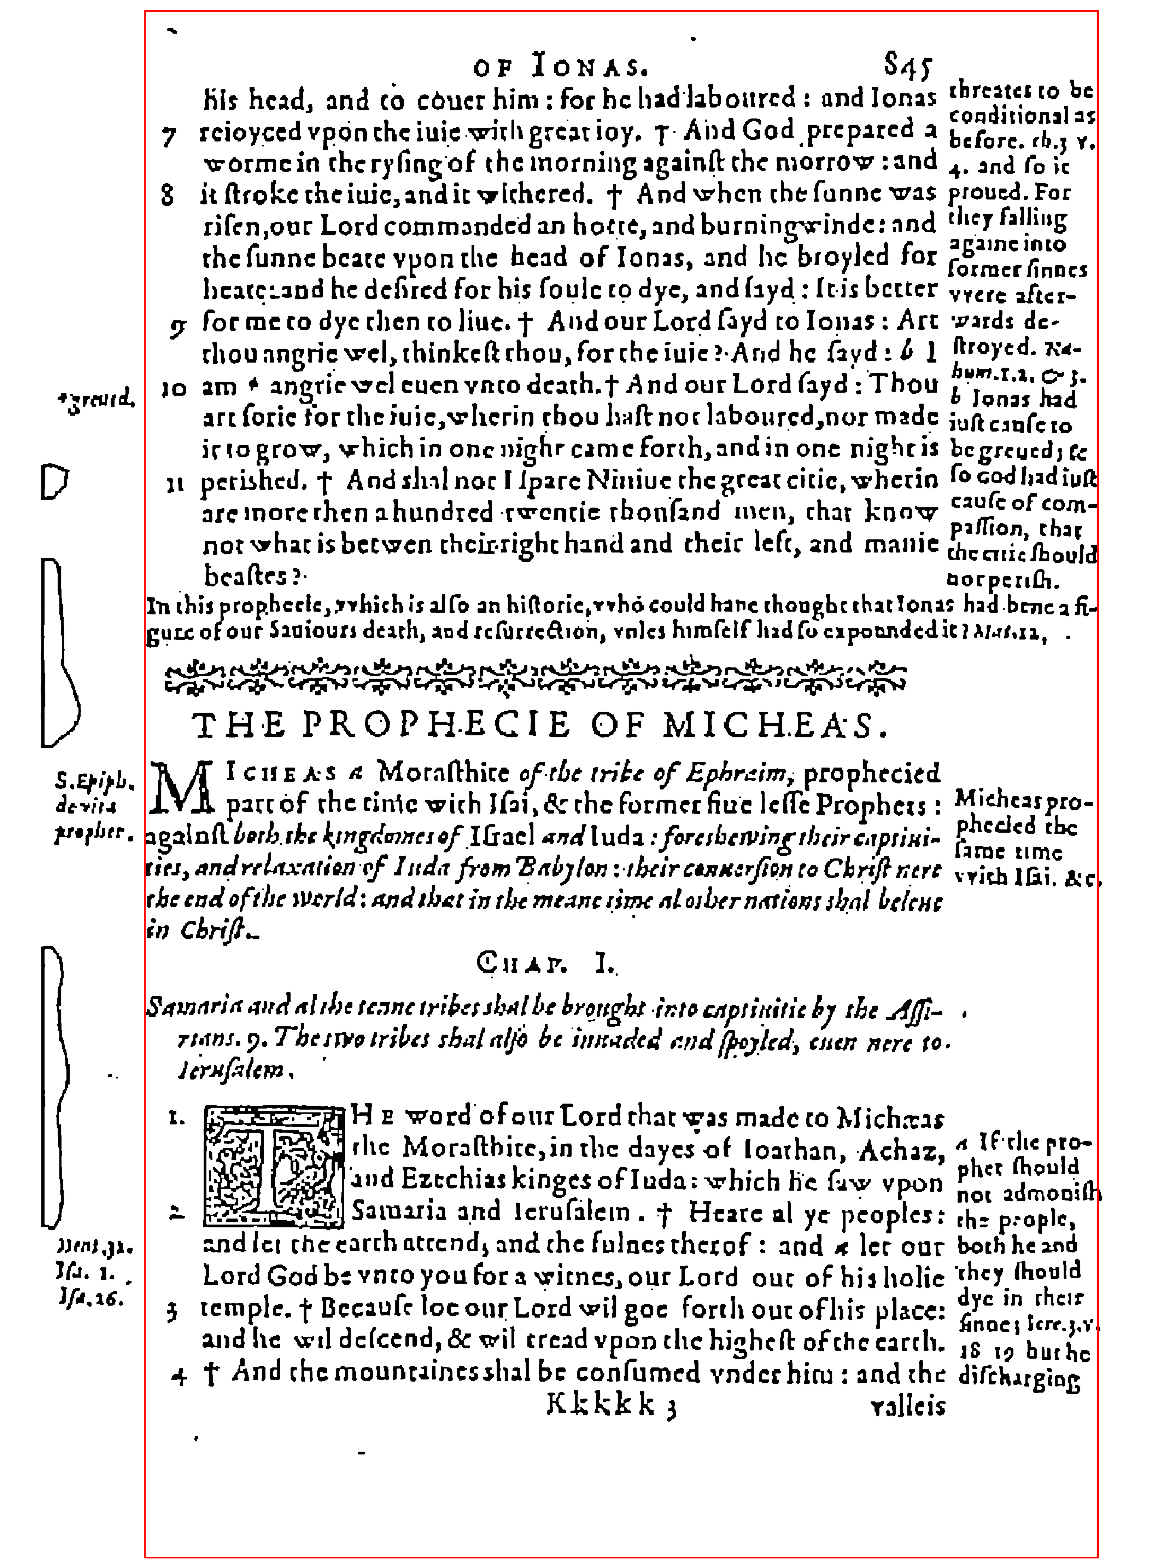 OF IONAS. 845
his head, and to couer him: for he had laboured: and Ionas
7 reioyced vpon the iuie with great ioy. † And God prepared a
worme in the rysing of the morning againſt the morrow: and
8 it ſtroke the iuie, and it withered. † And when the ſunne was
riſen, our Lord commanded an hotte, and burning winde: and
the ſunne beate vpon the head of Ionas, and he broyled for
heate: and he deſired for his ſoule to dye, and ſayd: It is better
9 for me to dye then to liue. † And our Lord ſayd to Ionas: Art
thou angrie wel, thinkeſt thou, for the iuie? And he ſayd: b I
10 am * angrie wel euen vnto death. † And our Lord ſayd: Thou
art ſorie for the iuie, wherin thou haſt not laboured, nor made
it to grow, which in one night came forth, and in one night is
11 perished. † And shal not I ſpare Niniue the great citie, wherin
are more then a hundred twentie thouſand men, that know
not what is betwen their right hand and their left, and manie
beaſtes?
threates to be
conditional as
before. ch. 3 v.
4. and ſo it
proued. For
they falling
againe into
former ſinnes
vvere after-
wards de-
ſtroyed. Na-
hum. 1. 2. & 3.
b Ionas had
iuſt cauſe to
be greued; &
ſo God had iuſt
cauſe of com-
paſſion, that
the citie ſhould
not periſh.
*greued.
In this prophecie, vvhich is alſo an hiſtorie, vvho could haue thought that Ionas had bene a fi-
gure of our Sauiours death, and reſurrection, vnles himſelf had ſo expounded it? Mat. 12,
THE PROPHECIE OF MICHEAS.
S. Epiph.
de vita
prophet.
MICHEAS a Moraſthite of the tribe of Ephraim, prophecied
part of the time with Iſai, & the former fiue leſſe Prophets:
againſt both the kingdomes of Iſrael and Iuda: foreshewing their captiui-
ties, and relaxation of Iuda from Babylon: their conuerſion to Chriſt nere
the end of the world: and that in the meane time al other nations shal beleue
in Chriſt.
Micheas pro-
phecied the
ſame time
vvith Iſai. &c.
CHAP. I.
Samaria and al the tenne tribes shal be brought into captiuitie by the Aſſi-
rians. 9. The two tribes shal alſo be inuaded and ſpoyled, euen nere to
Ieruſalem.
1. THE word of our Lord that was made to Michæas
the Moraſthite, in the dayes of Ioathan, Achaz,
and Ezechias kinges of Iuda: which he ſaw vpon
2 Samaria and Ieruſalem. † Heare al ye peoples:
and let the earth attend, and the fulnes therof: and a let our
Lord God be vnto you for a witnes, our Lord out of his holie
3 temple. † Becauſe loe our Lord wil goe forth out of his place:
and he wil deſcend, & wil tread vpon the higheſt of the earth.
4 † And the mountaines shal be conſumed vnder him: and the
Deut. 32.
Iſa. 1.
Iſa. 26.
a If the pro-
phet ſhould
not admoniſh
the people,
both he and
they ſhould
dye in their
ſinne; Iere. 3. v.
18 19 but he
diſcharging
Kkkkk 3 valleis